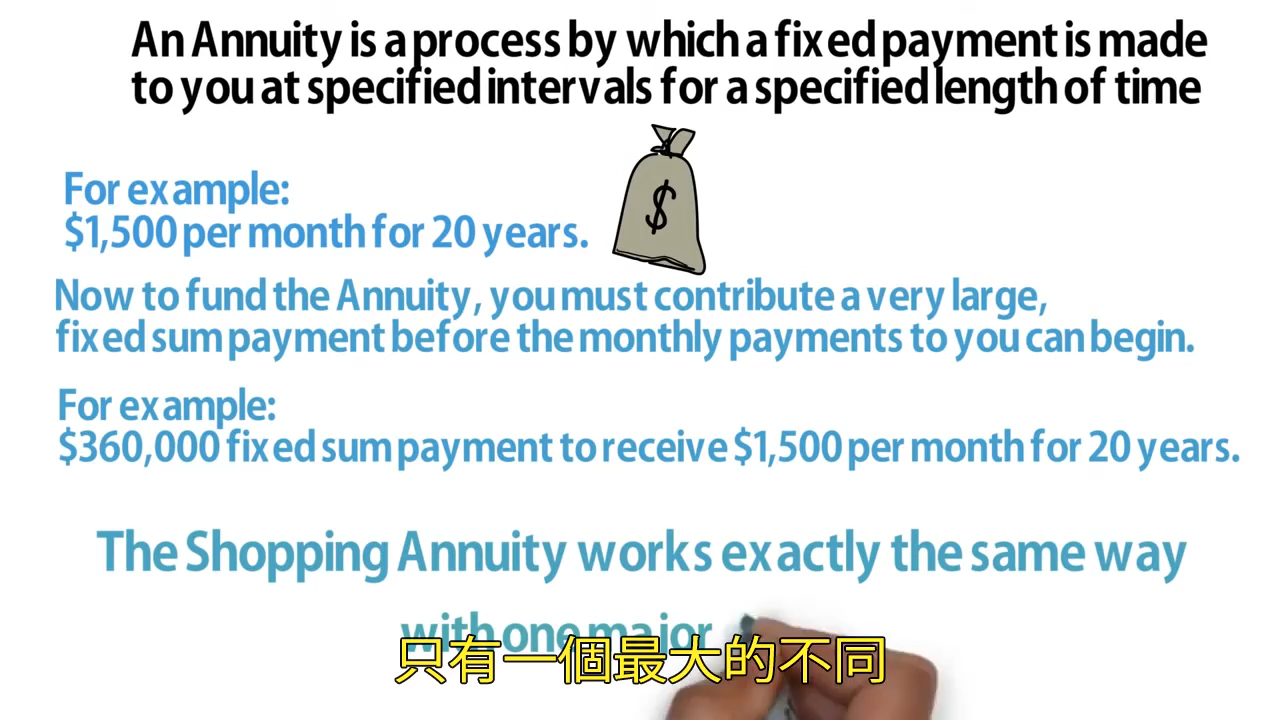 An Annuity is a process by which a fixed payment is made
to you at specified intervals for a specified length of time
$
For example:
$1,500 per month for 20 years.
Now to fund the Annuity, you must contribute a very large,
fixed sum payment before the monthly payments to you can begin.
For example:
$360,000 fixed sum payment to receive $1,500 per month for 20 years.
The Shopping Annuity works exactly the same way
with one major
只有一個最大的不同